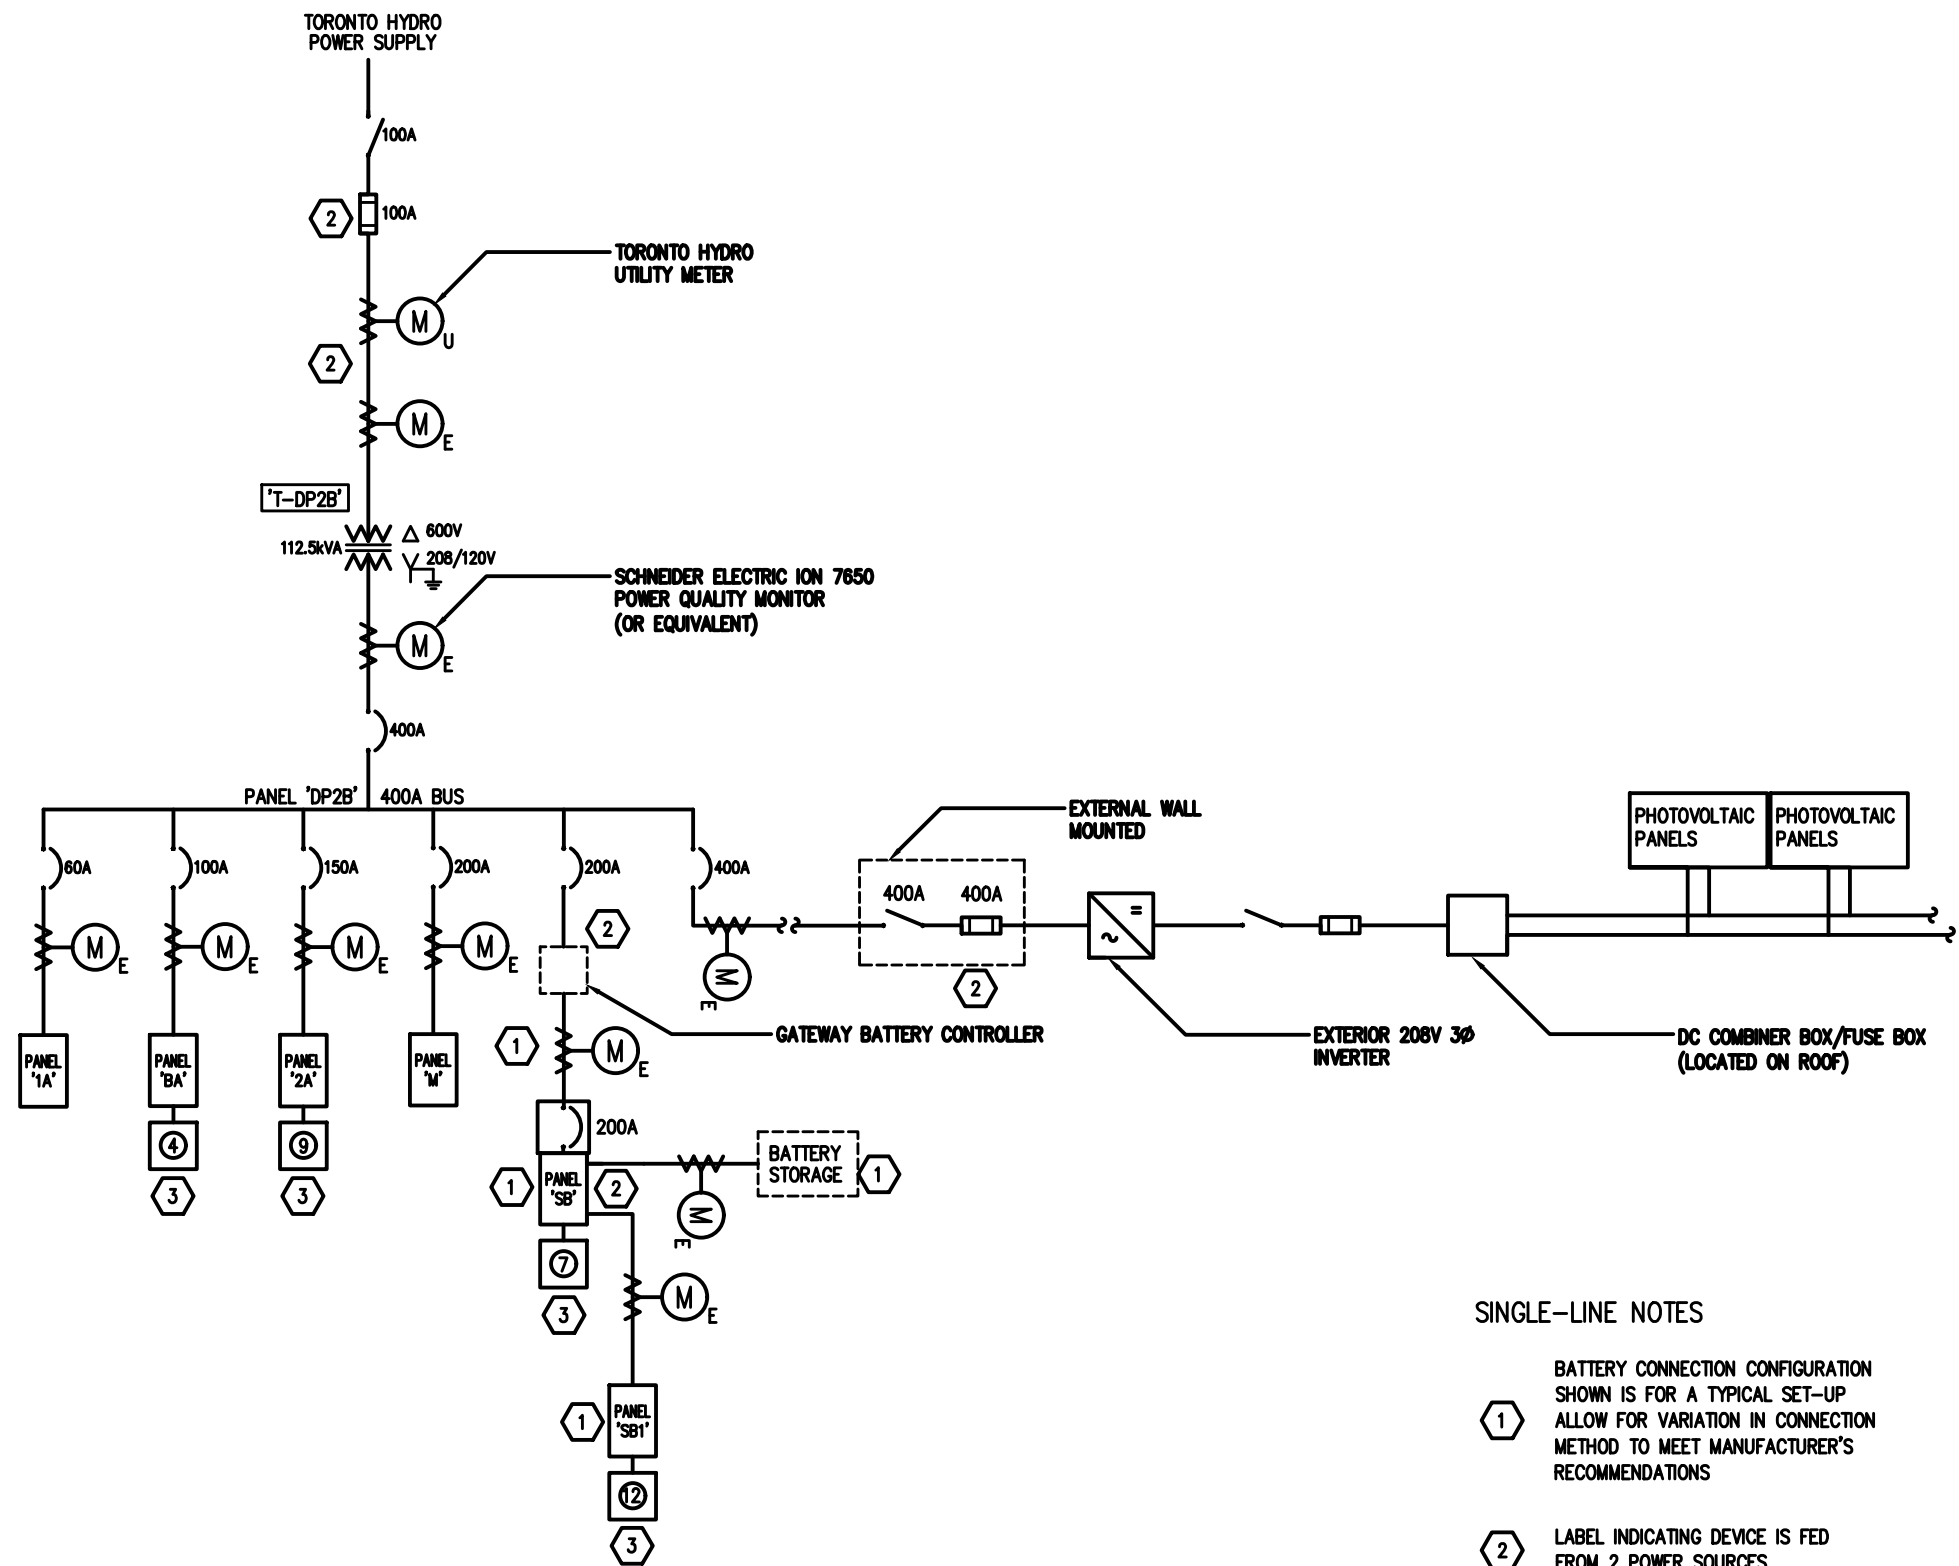 TORONTO HYDRO
POWER SUPPLY
100A
2
100A
TORONTO HYDRO
UTILITY METER
M
U
2
M
E
'T-DP2B'
112.5kVA
600V
208/120V
SCHNEIDER ELECTRIC ION 7650
POWER QUALITY MONITOR
(OR EQUIVALENT)
M
E
400A
PANEL 'DP2B' 400A BUS
60A
100A
150A
200A
200A
400A
EXTERNAL WALL
MOUNTED
400A
400A
PHOTOVOLTAIC
PANELS
PHOTOVOLTAIC
PANELS
M
E
M
E
M
E
M
E
2
M
E
2
=
~
GATEWAY BATTERY CONTROLLER
EXTERIOR 208V 3Ø
INVERTER
DC COMBINER BOX/FUSE BOX
(LOCATED ON ROOF)
1
M
E
PANEL
'1A'
PANEL
'BA'
PANEL
'2A'
PANEL
'M'
4
3
9
3
200A
1
PANEL
'SB'
2
BATTERY
STORAGE
1
M
E
7
3
M
E
1
PANEL
'SB1'
12
3
SINGLE-LINE NOTES
1
BATTERY CONNECTION CONFIGURATION
SHOWN IS FOR A TYPICAL SET-UP
ALLOW FOR VARIATION IN CONNECTION
METHOD TO MEET MANUFACTURER'S
RECOMMENDATIONS
2
LABEL INDICATING DEVICE IS FED
FROM 2 POWER SOURCES